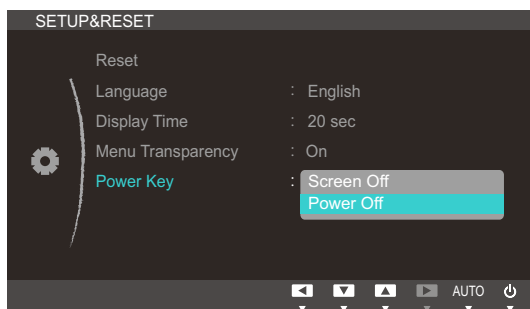 SETUP&RESET
Reset
Language : English
Display Time : 20 sec
Menu Transparency : On
Power Key : Screen Off
Power Off
AUTO